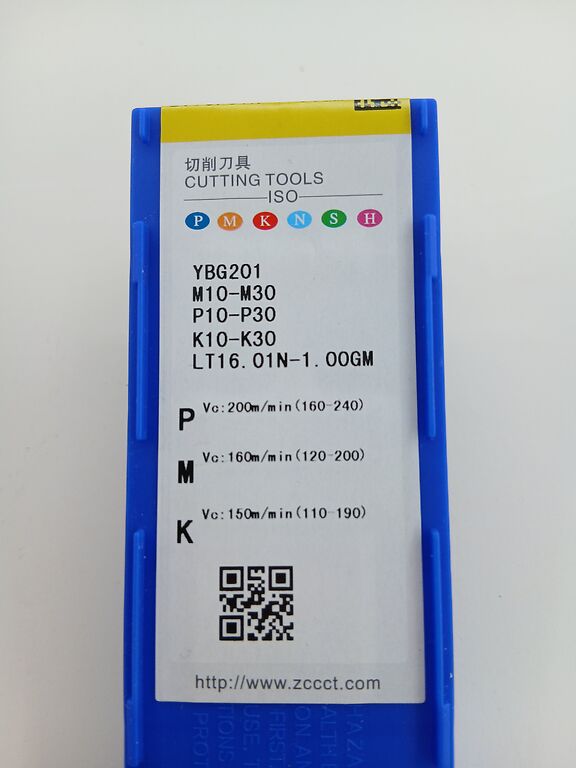 切削刀具
CUTTING TOOLS
ISO
P M K N S H
YBG201
M10-M30
P10-P30
K10-K30
LT16.01N-1.00GM
P Vc:200m/min(160-240)
M Vc:160m/min(120-200)
K Vc:150m/min(110-190)
http://www.zccct.com